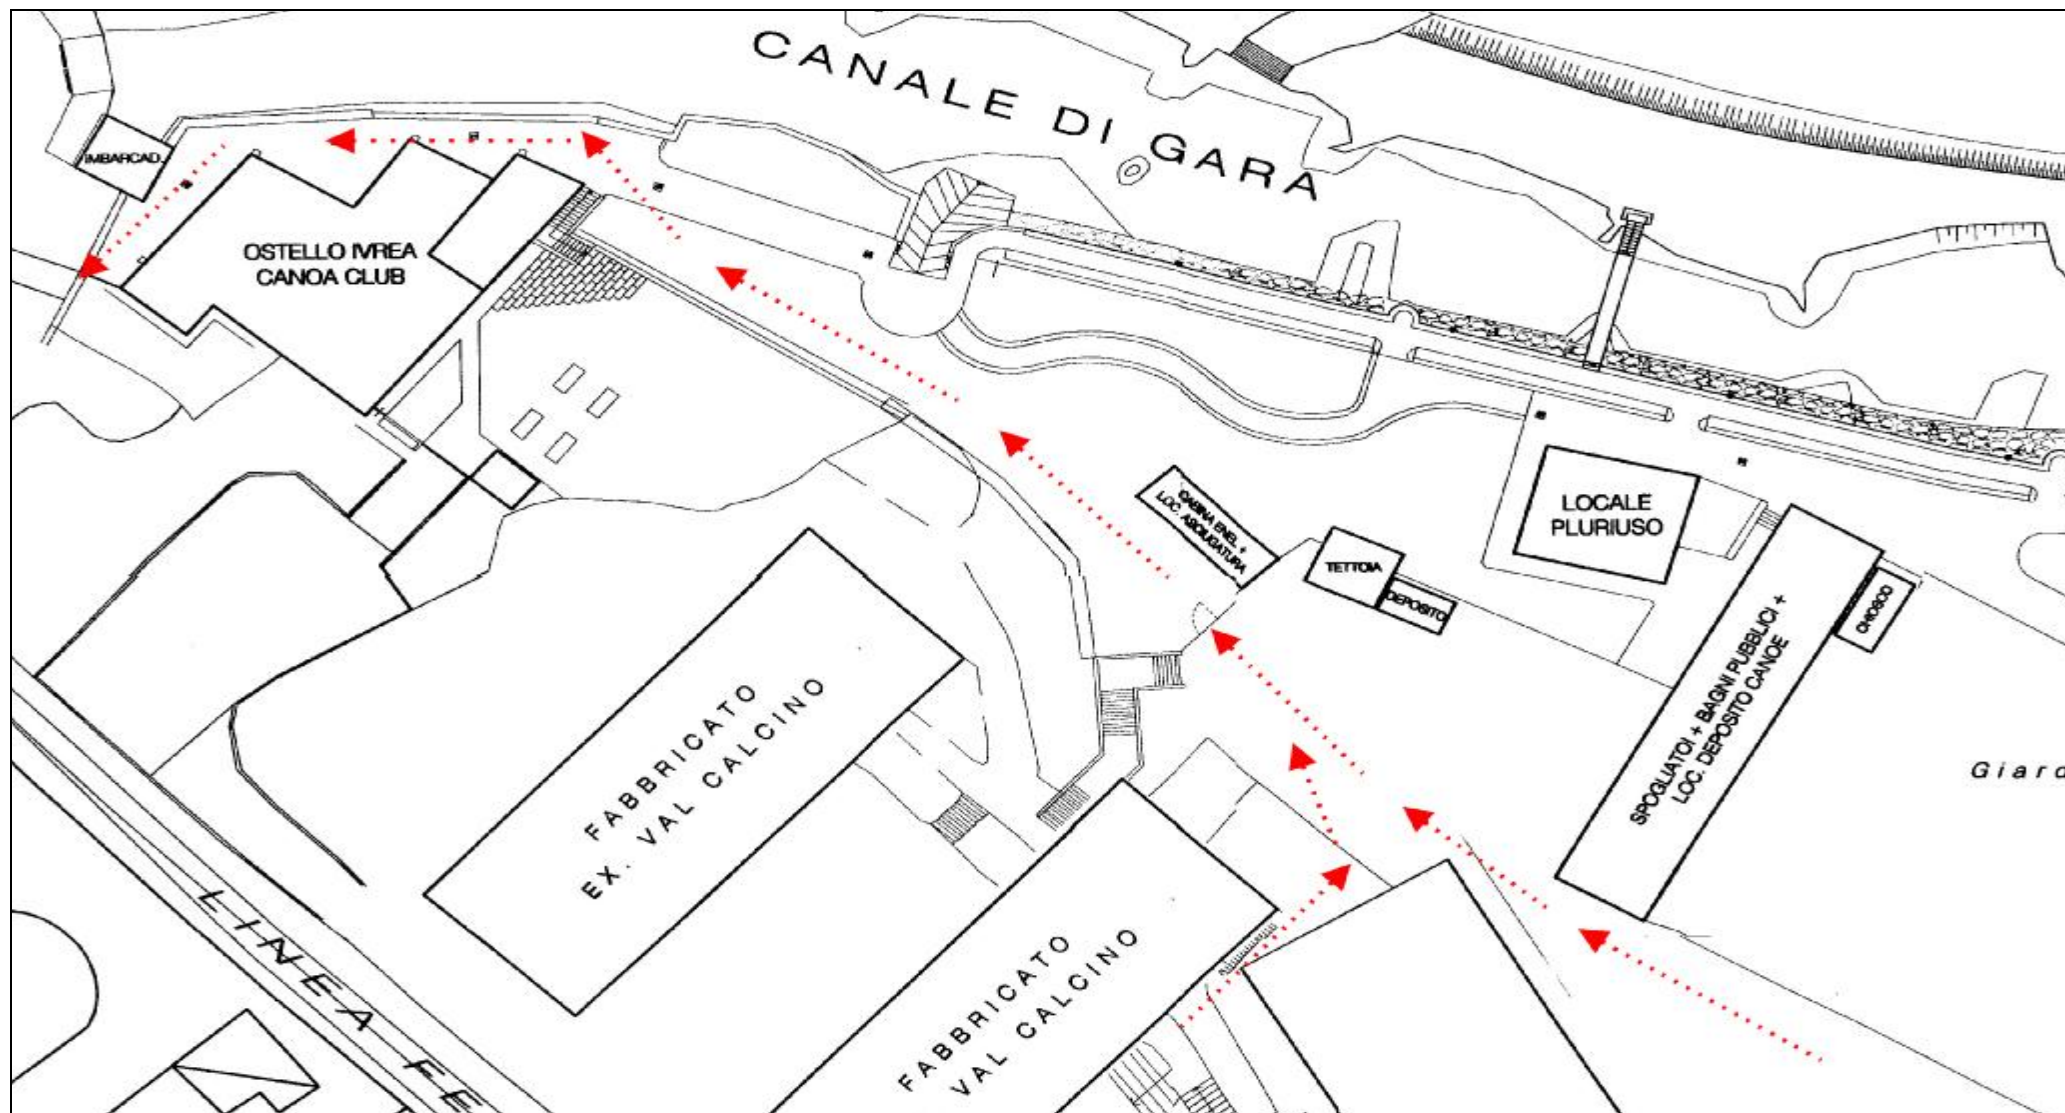 CANALE DI GARA
IMBARCAD.
OSTELLO IVREA
CANOA CLUB
CABINA ENEL +
LOC. ASCIUGATURA
TETTOIA
DEPOSITO
LOCALE
PLURIUSO
SPOGLIATOI + BAGNI PUBBLICI +
LOC. DEPOSITO CANOE
CHIOSCO
Giard
FABBRICATO
EX. VAL CALCINO
FABBRICATO
VAL CALCINO
LINEA FE